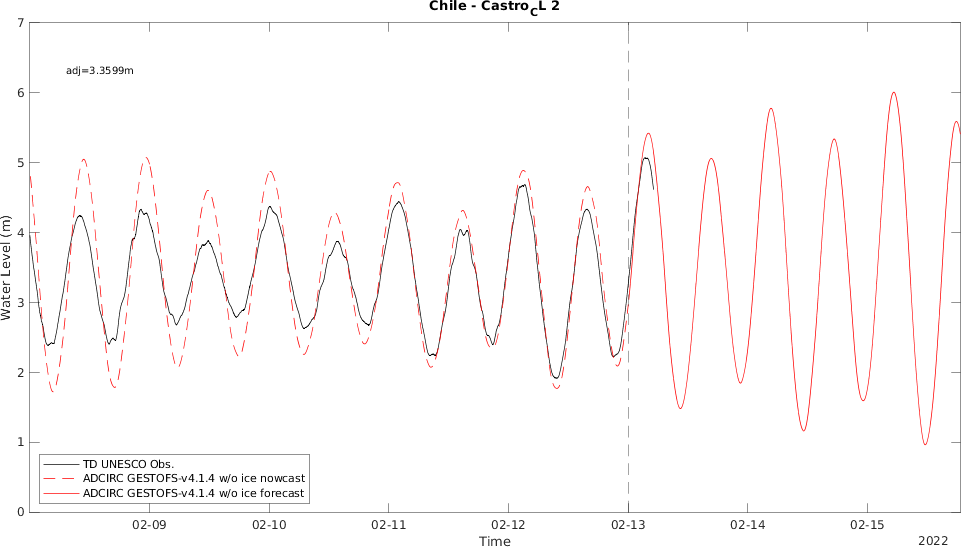 Chile - Castro_CL 2
adj=3.3599m
7
6
5
4
3
2
1
0
Water Level (m)
TD UNESCO Obs.
ADCIRC GESTOFS-v4.1.4 w/o ice nowcast
ADCIRC GESTOFS-v4.1.4 w/o ice forecast
02-09 02-10 02-11 02-12 02-13 02-14 02-15
Time
2022